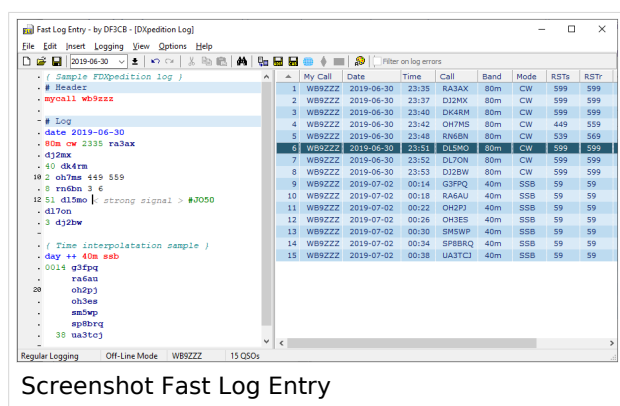 Fast Log Entry - by DF3CB - [DXpedition Log]
File Edit Insert Logging View Options Help
2019-06-30 Filter on log errors
{ Sample FDXpedition log }
# Header
mycall wb9zzz
# Log
date 2019-06-30
80m cw 2335 ra3ax
dj2mx
40 dk4rm
10 2 oh7ms 449 559
8 rn6bn 3 6
12 51 dl5mo < strong signal > #JO50
dl7on
3 dj2bw
{ Time interpolatation sample }
day ++ 40m ssb
0014 g3fpq
ra6au
20 oh2pj
oh3es
sm5wp
sp8brq
38 ua3tcj
My Call Date Time Call Band Mode RSTs RSTr
1 WB9ZZZ 2019-06-30 23:35 RA3AX 80m CW 599 599
2 WB9ZZZ 2019-06-30 23:37 DJ2MX 80m CW 599 599
3 WB9ZZZ 2019-06-30 23:40 DK4RM 80m CW 599 599
4 WB9ZZZ 2019-06-30 23:42 OH7MS 80m CW 449 559
5 WB9ZZZ 2019-06-30 23:48 RN6BN 80m CW 539 569
6 WB9ZZZ 2019-06-30 23:51 DL5MO 80m CW 599 599
7 WB9ZZZ 2019-06-30 23:52 DL7ON 80m CW 599 599
8 WB9ZZZ 2019-06-30 23:53 DJ2BW 80m CW 599 599
9 WB9ZZZ 2019-07-02 00:14 G3FPQ 40m SSB 59 59
10 WB9ZZZ 2019-07-02 00:18 RA6AU 40m SSB 59 59
11 WB9ZZZ 2019-07-02 00:22 OH2PJ 40m SSB 59 59
12 WB9ZZZ 2019-07-02 00:26 OH3ES 40m SSB 59 59
13 WB9ZZZ 2019-07-02 00:30 SM5WP 40m SSB 59 59
14 WB9ZZZ 2019-07-02 00:34 SP8BRQ 40m SSB 59 59
15 WB9ZZZ 2019-07-02 00:38 UA3TCJ 40m SSB 59 59
Regular Logging Off-Line Mode WB9ZZZ 15 QSOs
Screenshot Fast Log Entry